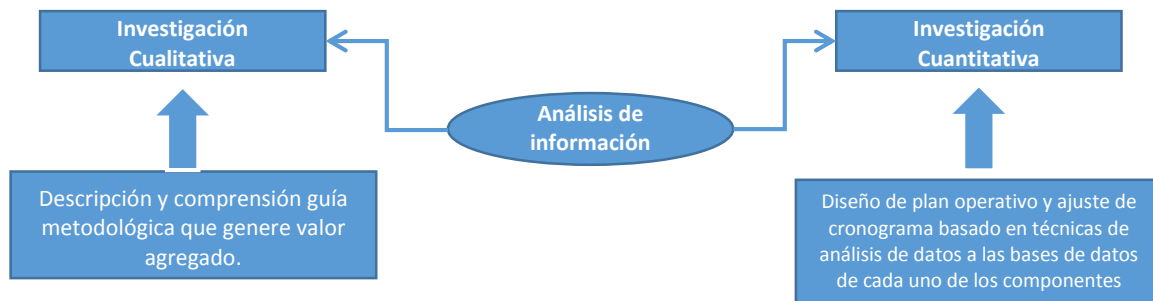 Investigación
Cualitativa
Investigación
Cuantitativa
Análisis de
información
Descripción y comprensión guía
metodológica que genere valor
agregado.
Diseño de plan operativo y ajuste de
cronograma basado en técnicas de
análisis de datos a las bases de datos
de cada uno de los componentes